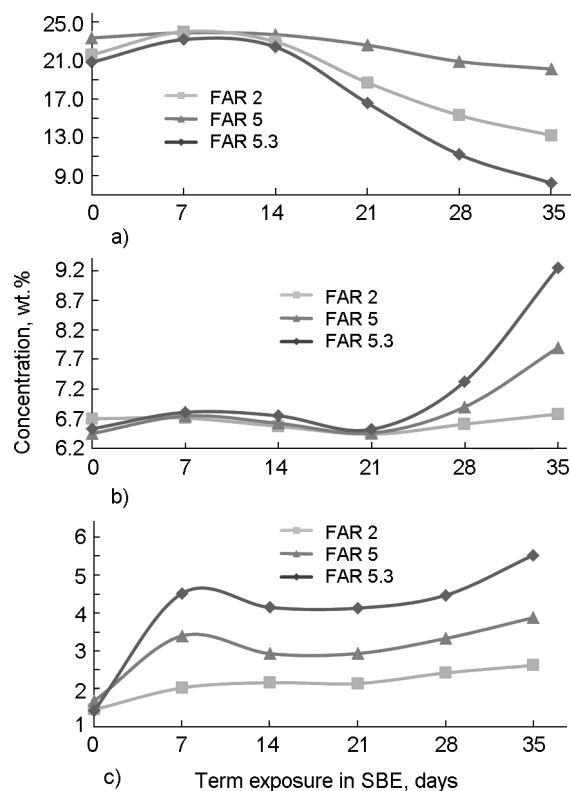 25.0
21.0
17.0
13.0
9.0
FAR 2
FAR 5
FAR 5.3
0 7 14 21 28 35
a)
Concentration, wt.%
9.2
8.7
8.2
7.7
7.2
6.7
6.2
FAR 2
FAR 5
FAR 5.3
0 7 14 21 28 35
b)
6
5
4
3
2
1
FAR 2
FAR 5
FAR 5.3
0 7 14 21 28 35
c) Term exposure in SBE, days